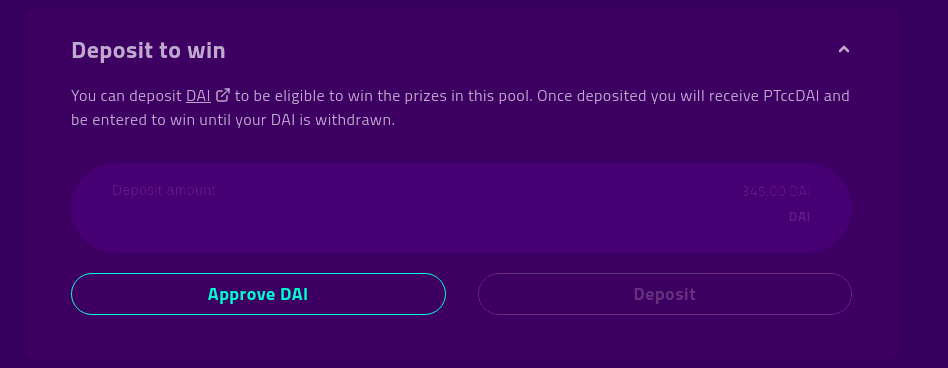 Deposit to win
You can deposit DAI to be eligible to win the prizes in this pool. Once deposited you will receive PTccDAI and
be entered to win until your DAI is withdrawn.
Deposit amount 345.00 DAI
DAI
Approve DAI Deposit